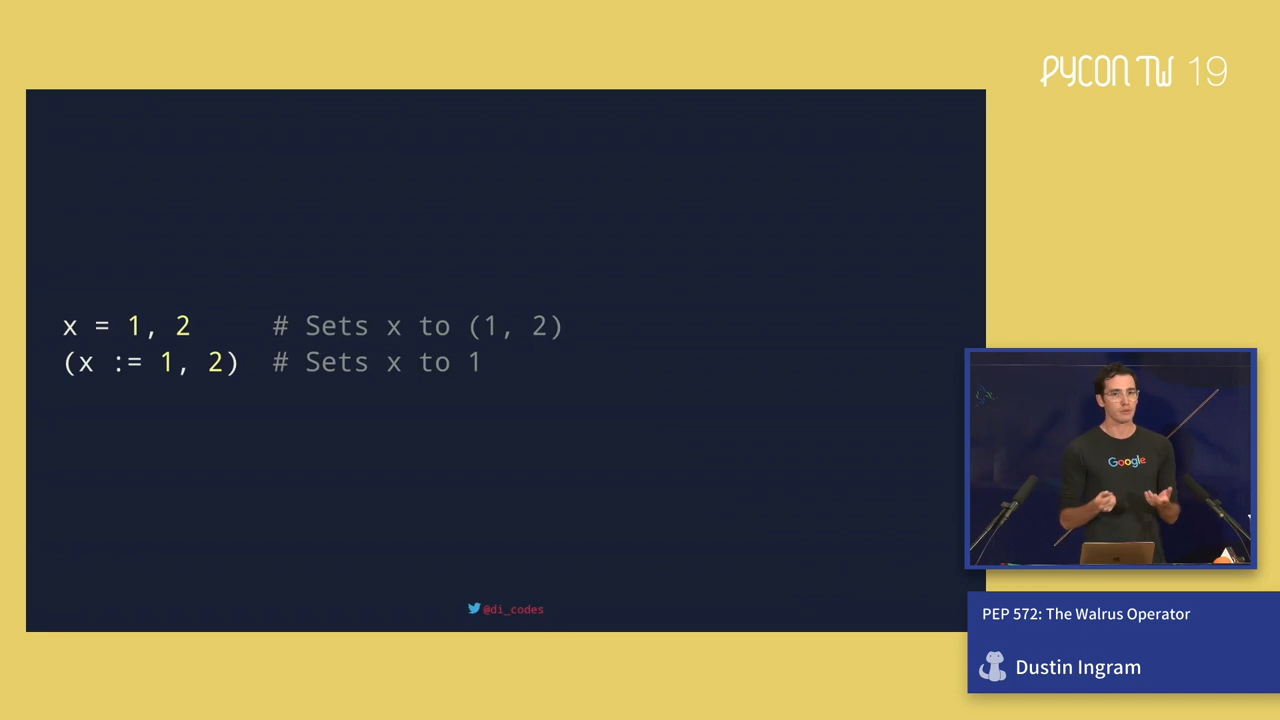 PYCON TW 19
x = 1, 2     # Sets x to (1, 2)
(x := 1, 2)  # Sets x to 1
Google
@di_codes
PEP 572: The Walrus Operator
Dustin Ingram